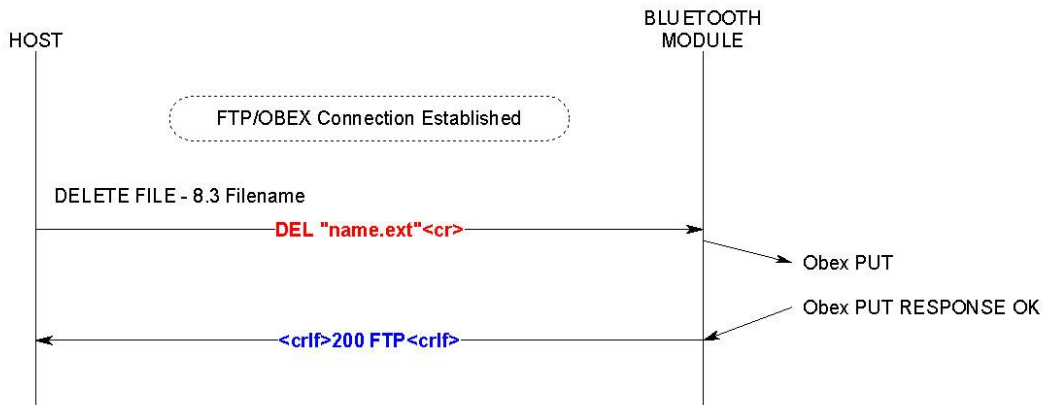 HOST
BLUETOOTH
MODULE
FTP/OBEX Connection Established
DELETE FILE - 8.3 Filename
DEL "name.ext"<cr>
Obex PUT
Obex PUT RESPONSE OK
<crlf>200 FTP<crlf>